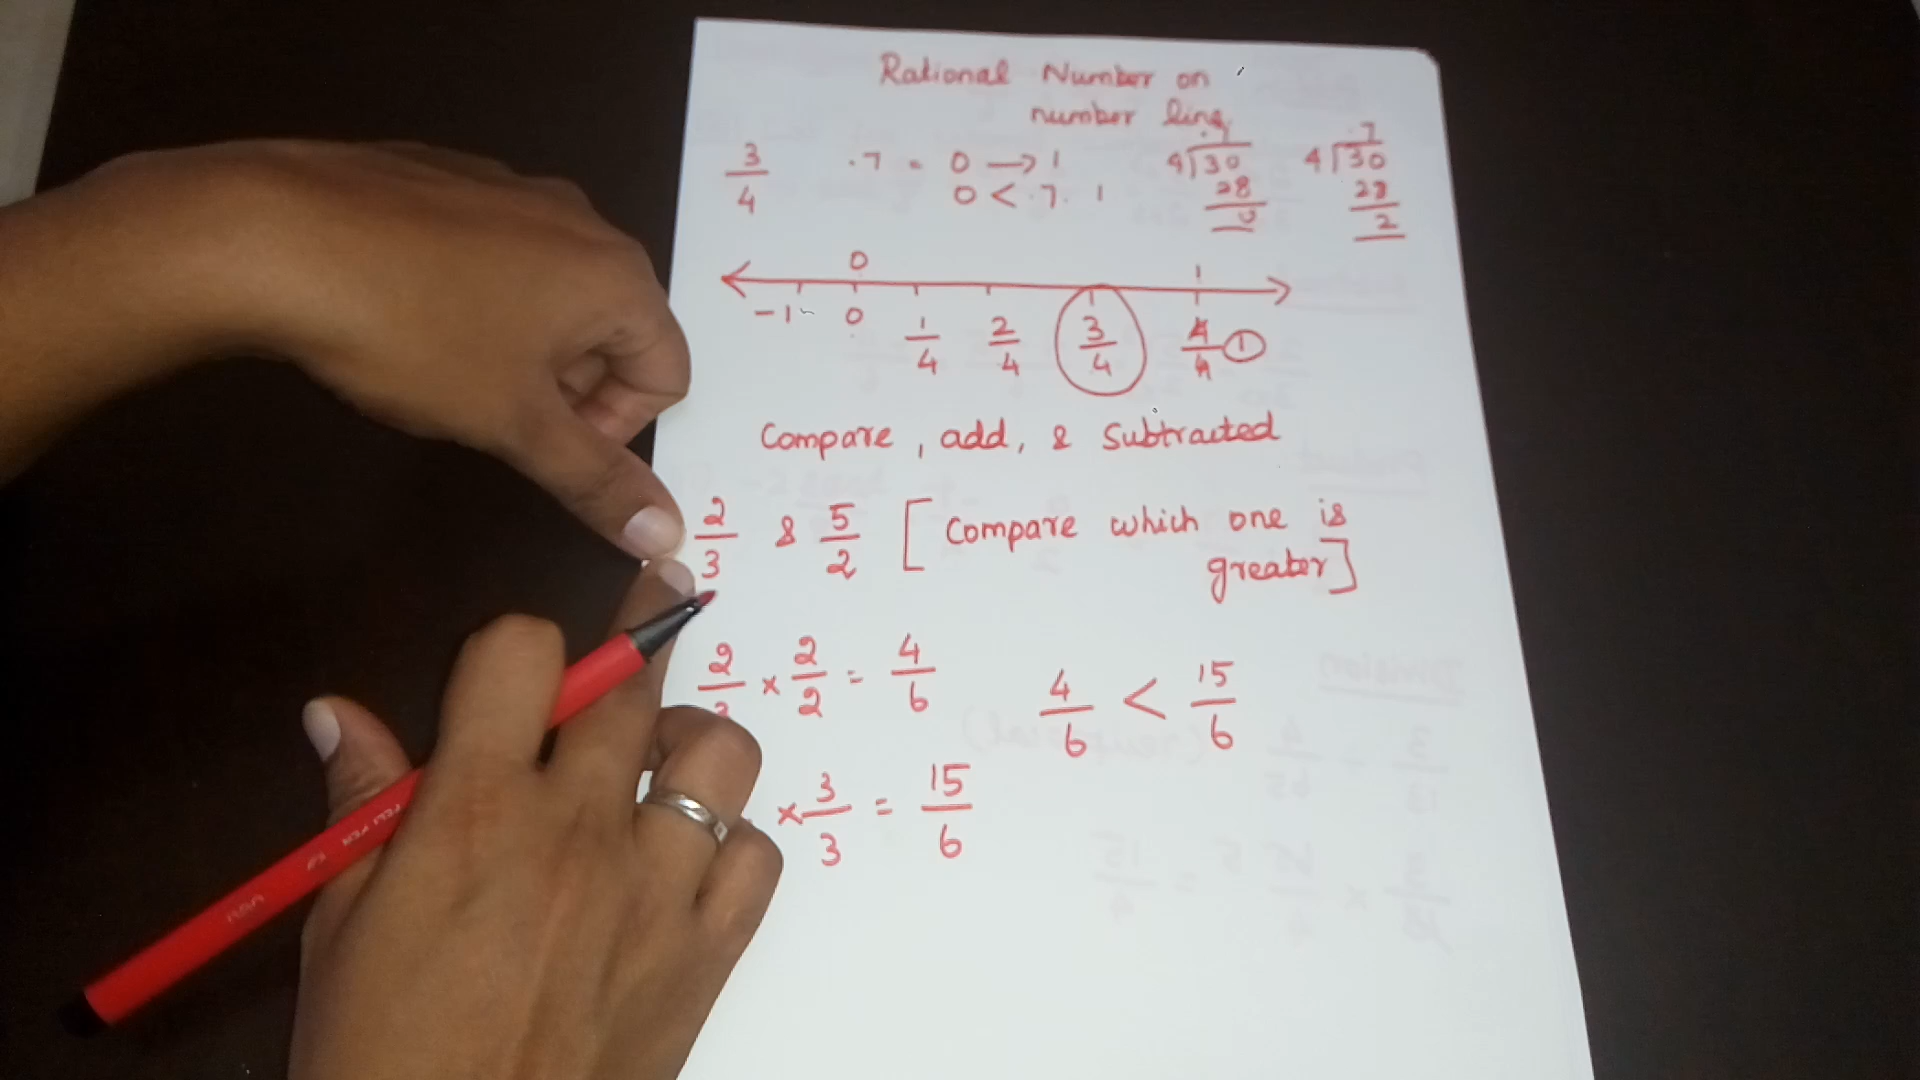 Rational Number on
number line
3/4 .7 = 0 → 1
0 < .7. 1
.7
4)30
28
.7
4)30
28
2
0 1
-1 0 1/4 2/4 3/4 4/4 1
Compare, add, & Subtracted
2/3 & 5/2 [Compare which one is
greater]
2/3 × 2/2 = 4/6
4/6 < 15/6
× 3/3 = 15/6